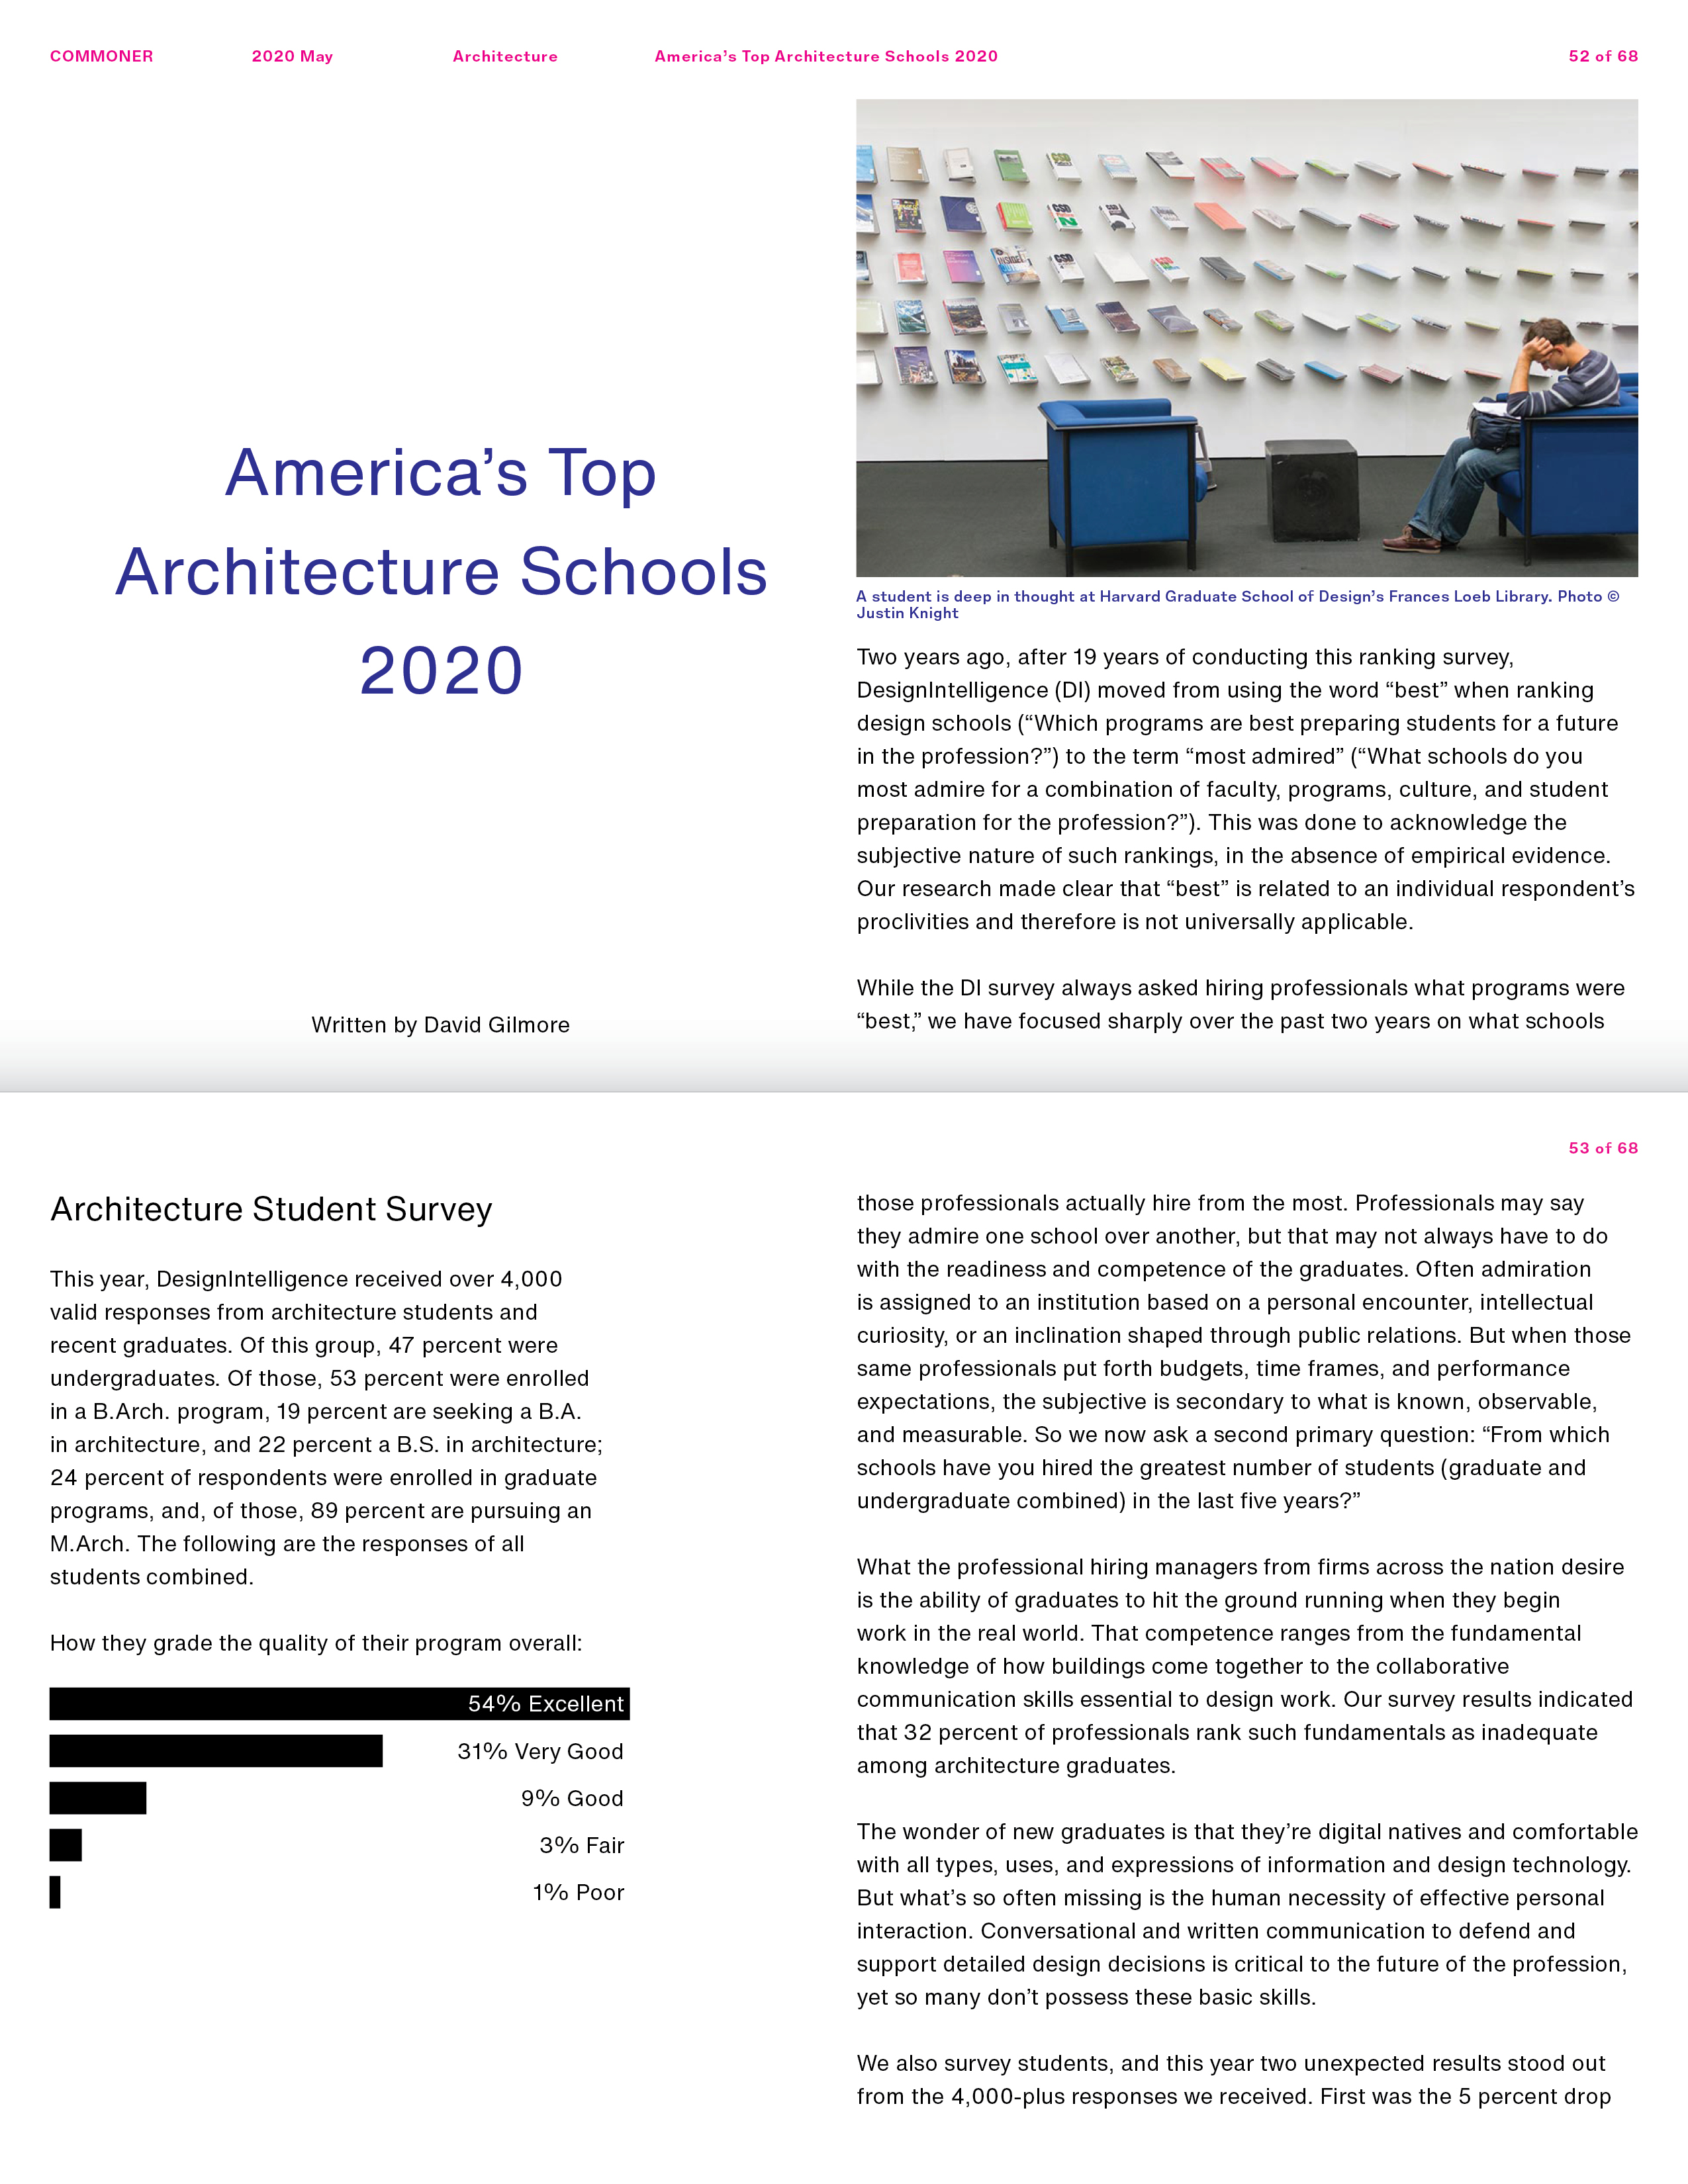 COMMONER 2020 May Architecture America’s Top Architecture Schools 2020 52 of 68
America’s Top
Architecture Schools
2020
Written by David Gilmore
A student is deep in thought at Harvard Graduate School of Design’s Frances Loeb Library. Photo ©
Justin Knight
Two years ago, after 19 years of conducting this ranking survey,
DesignIntelligence (DI) moved from using the word “best” when ranking
design schools (“Which programs are best preparing students for a future
in the profession?”) to the term “most admired” (“What schools do you
most admire for a combination of faculty, programs, culture, and student
preparation for the profession?”). This was done to acknowledge the
subjective nature of such rankings, in the absence of empirical evidence.
Our research made clear that “best” is related to an individual respondent’s
proclivities and therefore is not universally applicable.
While the DI survey always asked hiring professionals what programs were
“best,” we have focused sharply over the past two years on what schools
53 of 68
Architecture Student Survey
This year, DesignIntelligence received over 4,000
valid responses from architecture students and
recent graduates. Of this group, 47 percent were
undergraduates. Of those, 53 percent were enrolled
in a B.Arch. program, 19 percent are seeking a B.A.
in architecture, and 22 percent a B.S. in architecture;
24 percent of respondents were enrolled in graduate
programs, and, of those, 89 percent are pursuing an
M.Arch. The following are the responses of all
students combined.
How they grade the quality of their program overall:
54% Excellent
31% Very Good
9% Good
3% Fair
1% Poor
those professionals actually hire from the most. Professionals may say
they admire one school over another, but that may not always have to do
with the readiness and competence of the graduates. Often admiration
is assigned to an institution based on a personal encounter, intellectual
curiosity, or an inclination shaped through public relations. But when those
same professionals put forth budgets, time frames, and performance
expectations, the subjective is secondary to what is known, observable,
and measurable. So we now ask a second primary question: “From which
schools have you hired the greatest number of students (graduate and
undergraduate combined) in the last five years?”
What the professional hiring managers from firms across the nation desire
is the ability of graduates to hit the ground running when they begin
work in the real world. That competence ranges from the fundamental
knowledge of how buildings come together to the collaborative
communication skills essential to design work. Our survey results indicated
that 32 percent of professionals rank such fundamentals as inadequate
among architecture graduates.
The wonder of new graduates is that they’re digital natives and comfortable
with all types, uses, and expressions of information and design technology.
But what’s so often missing is the human necessity of effective personal
interaction. Conversational and written communication to defend and
support detailed design decisions is critical to the future of the profession,
yet so many don’t possess these basic skills.
We also survey students, and this year two unexpected results stood out
from the 4,000-plus responses we received. First was the 5 percent drop